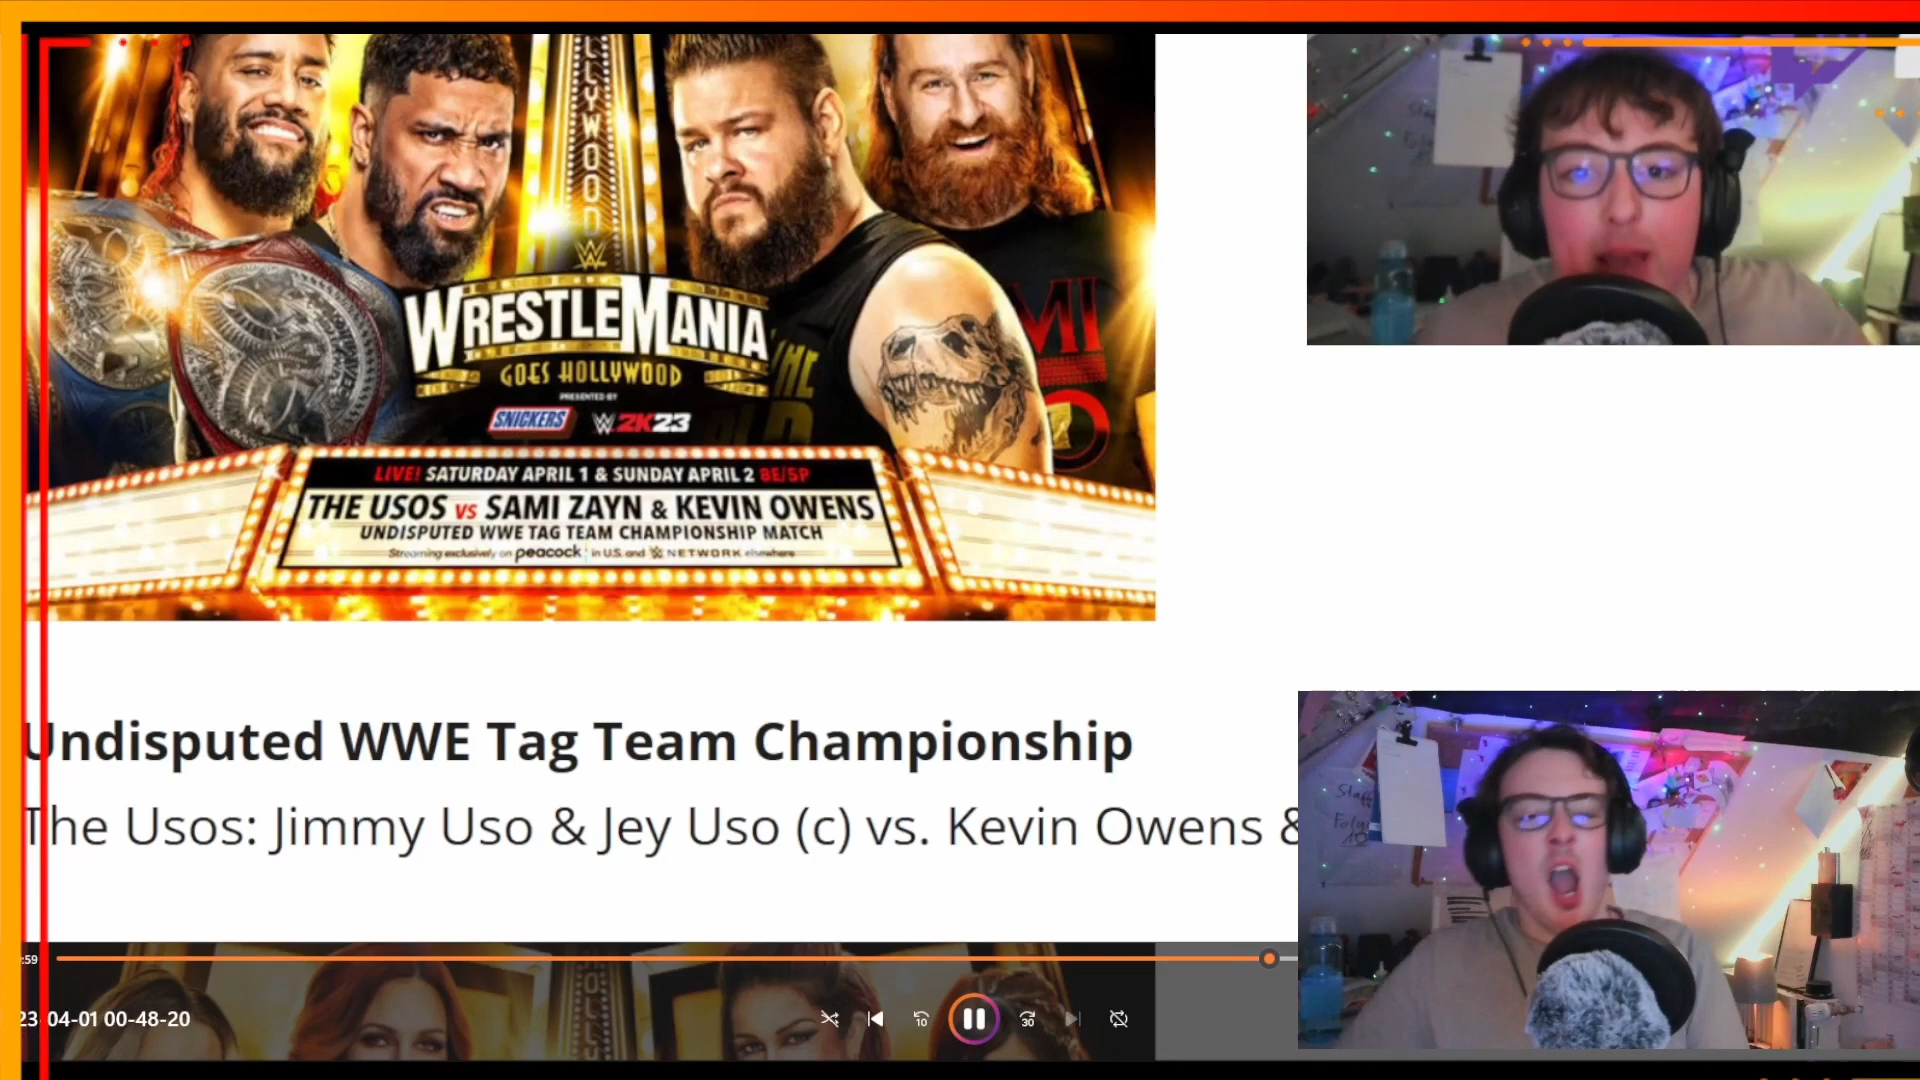 LLYWOOD
WRESTLEMANIA
GOES HOLLYWOOD
PRESENTED BY
SNICKERS W 2K23
LIVE! SATURDAY APRIL 1 & SUNDAY APRIL 2 8E/5P
THE USOS VS SAMI ZAYN & KEVIN OWENS
UNDISPUTED WWE TAG TEAM CHAMPIONSHIP MATCH
Streaming exclusively on peacock in U.S. and W NETWORK elsewhere
Undisputed WWE Tag Team Championship
The Usos: Jimmy Uso & Jey Uso (c) vs. Kevin Owens &
:59
23-04-01 00-48-20
10
30